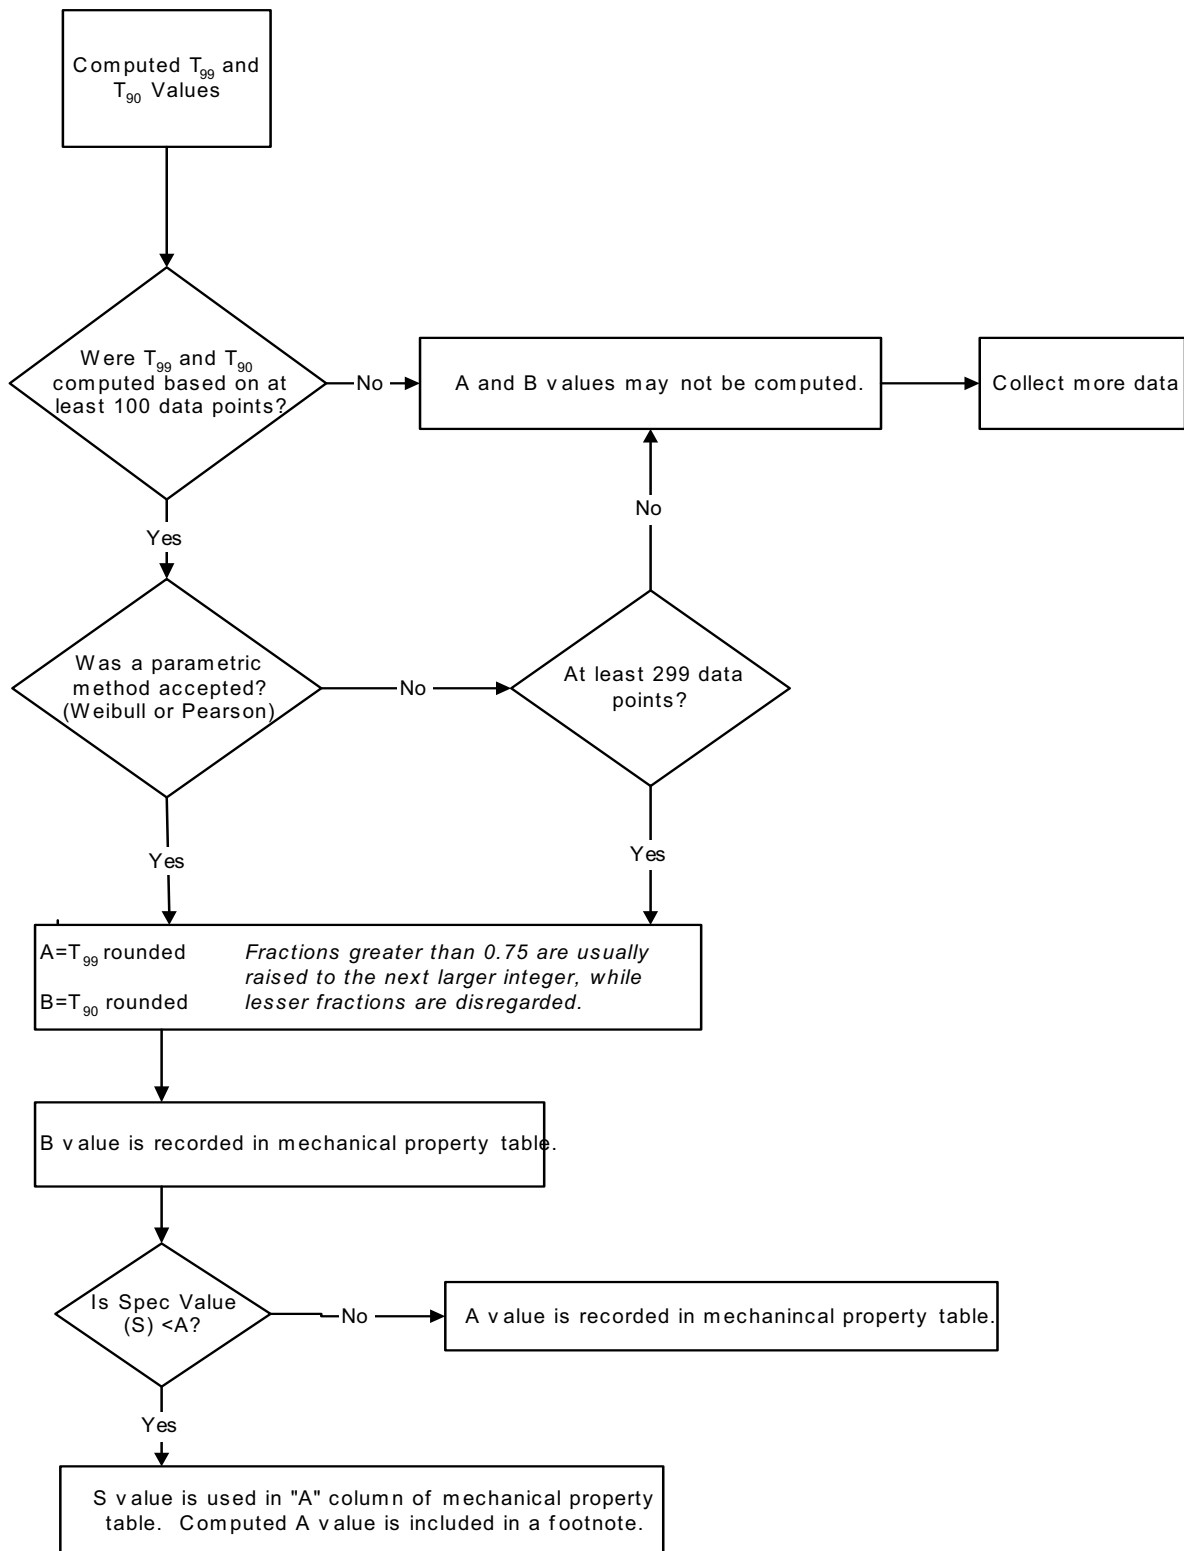 Computed T₉₉ and
T₉₀ Values
Were T₉₉ and T₉₀
computed based on at
least 100 data points?
No
A and B values may not be computed.
Collect more data
Yes
No
Was a parametric
method accepted?
(Weibull or Pearson)
No
At least 299 data
points?
Yes
Yes
A=T₉₉ rounded
B=T₉₀ rounded
Fractions greater than 0.75 are usually
raised to the next larger integer, while
lesser fractions are disregarded.
B value is recorded in mechanical property table.
Is Spec Value
(S) <A?
No
A value is recorded in mechanincal property table.
Yes
S value is used in "A" column of mechanical property
table. Computed A value is included in a footnote.